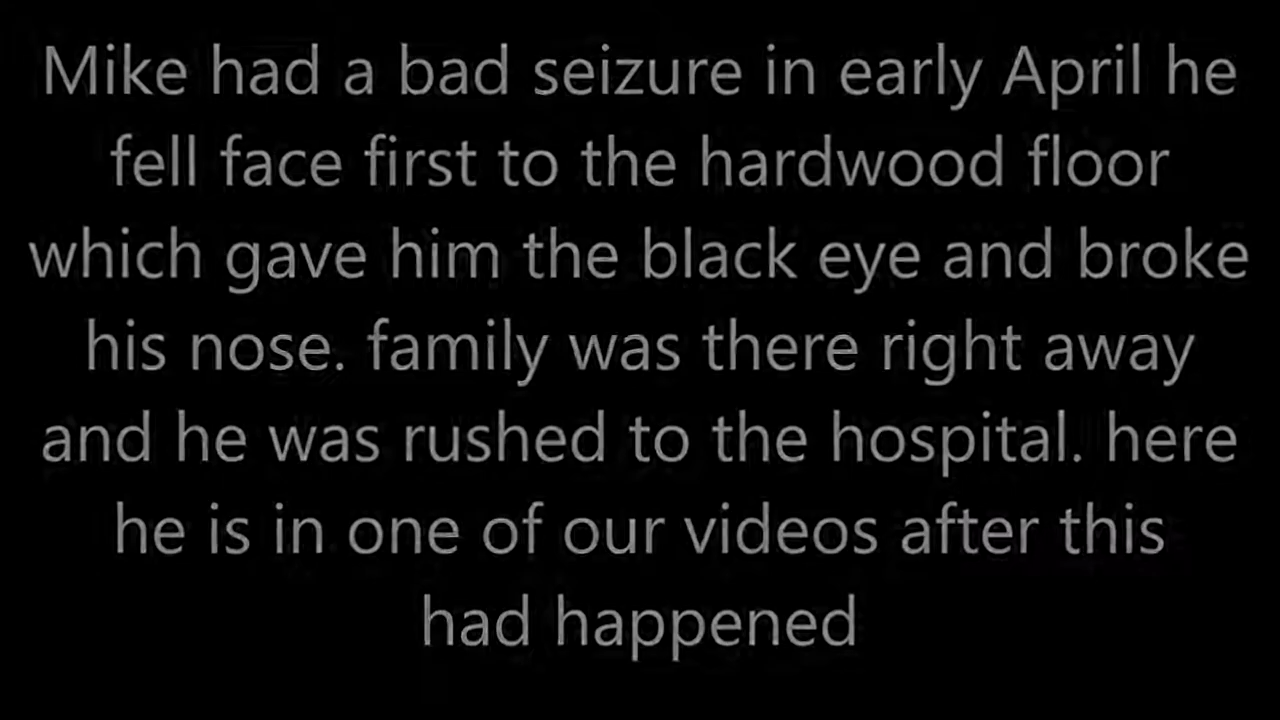 Mike had a bad seizure in early April he
fell face first to the hardwood floor
which gave him the black eye and broke
his nose. family was there right away
and he was rushed to the hospital. here
he is in one of our videos after this
had happened